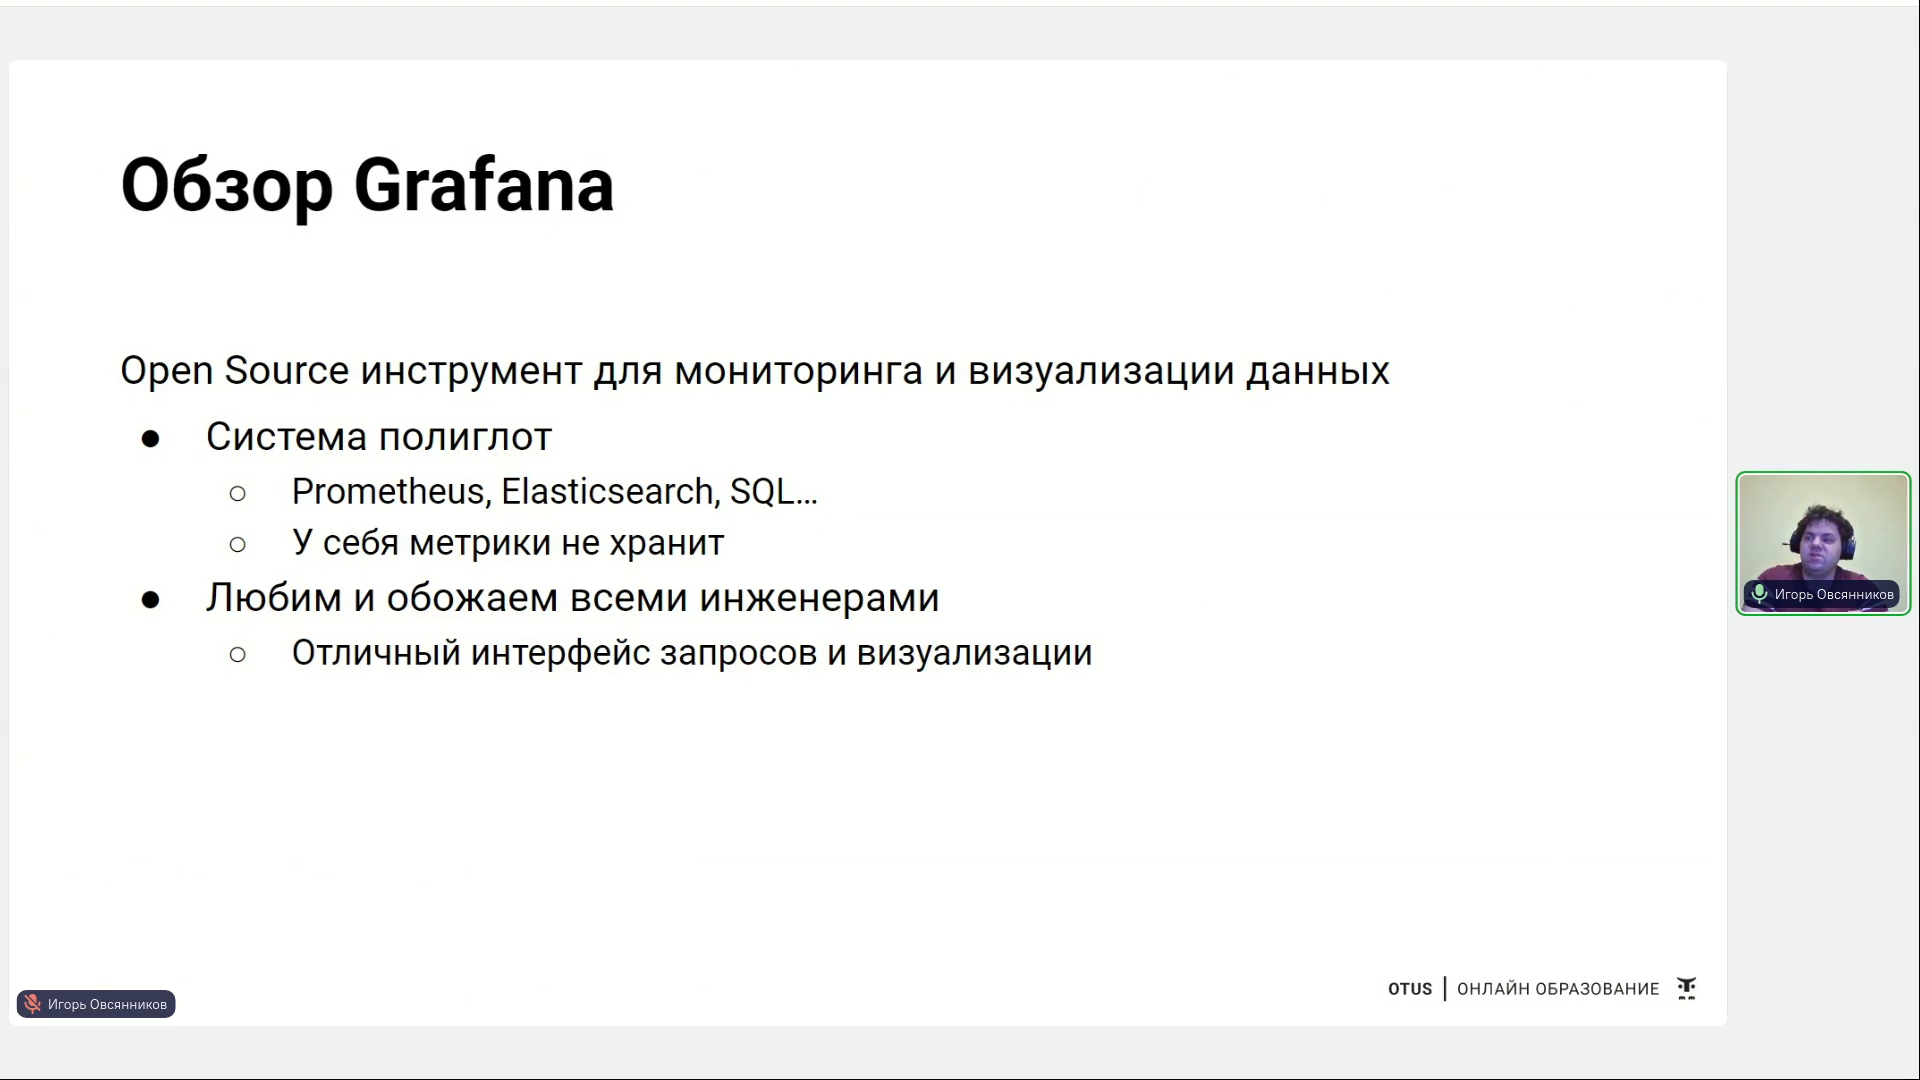 Обзор Grafana
Open Source инструмент для мониторинга и визуализации данных
● Система полиглот
○ Prometheus, Elasticsearch, SQL…
○ У себя метрики не хранит
● Любим и обожаем всеми инженерами
○ Отличный интерфейс запросов и визуализации
Игорь Овсянников
OTUS | ОНЛАЙН ОБРАЗОВАНИЕ
Игорь Овсянников